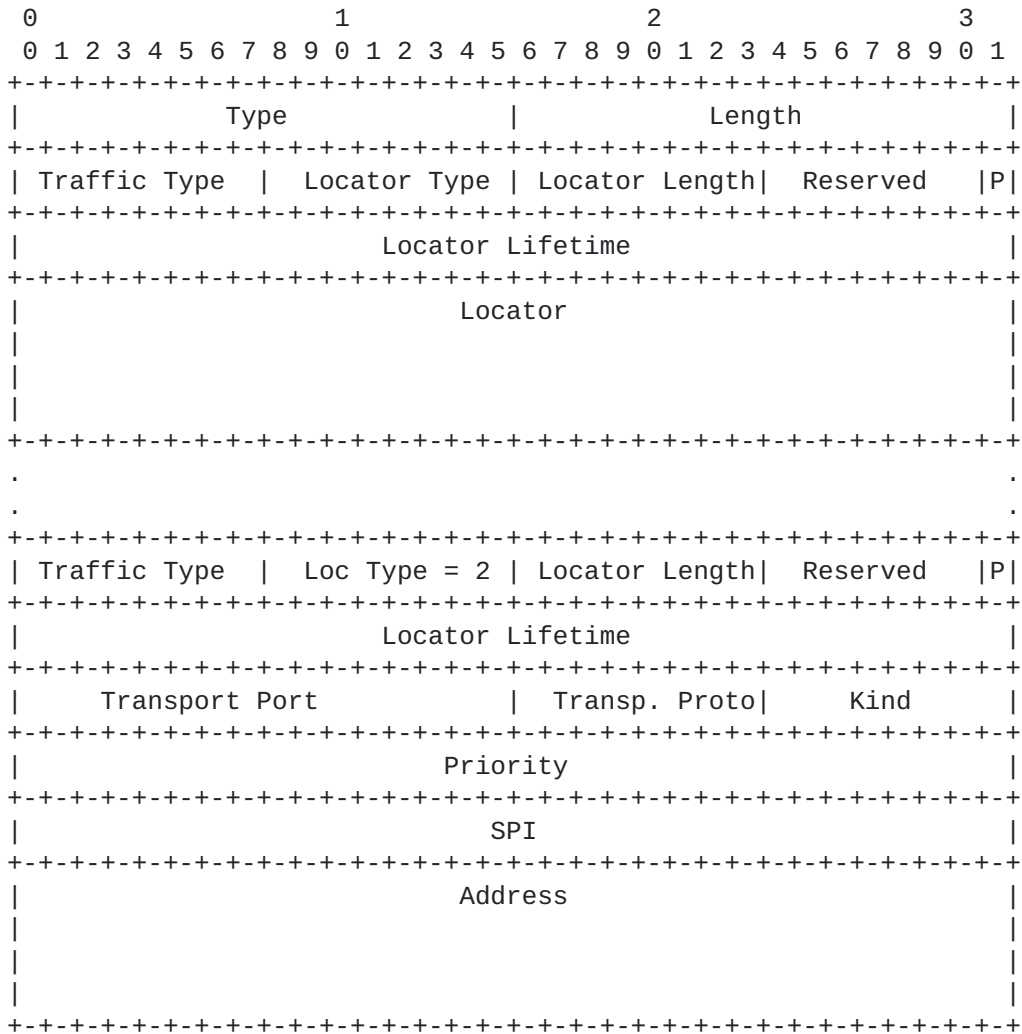 0                   1                   2                   3
 0 1 2 3 4 5 6 7 8 9 0 1 2 3 4 5 6 7 8 9 0 1 2 3 4 5 6 7 8 9 0 1
+-+-+-+-+-+-+-+-+-+-+-+-+-+-+-+-+-+-+-+-+-+-+-+-+-+-+-+-+-+-+-+-+
|             Type              |            Length             |
+-+-+-+-+-+-+-+-+-+-+-+-+-+-+-+-+-+-+-+-+-+-+-+-+-+-+-+-+-+-+-+-+
| Traffic Type  |  Locator Type | Locator Length|  Reserved   |P|
+-+-+-+-+-+-+-+-+-+-+-+-+-+-+-+-+-+-+-+-+-+-+-+-+-+-+-+-+-+-+-+-+
|                       Locator Lifetime                        |
+-+-+-+-+-+-+-+-+-+-+-+-+-+-+-+-+-+-+-+-+-+-+-+-+-+-+-+-+-+-+-+-+
|                            Locator                            |
|                                                               |
|                                                               |
|                                                               |
+-+-+-+-+-+-+-+-+-+-+-+-+-+-+-+-+-+-+-+-+-+-+-+-+-+-+-+-+-+-+-+-+
.                                                               .
.                                                               .
+-+-+-+-+-+-+-+-+-+-+-+-+-+-+-+-+-+-+-+-+-+-+-+-+-+-+-+-+-+-+-+-+
| Traffic Type  |  Loc Type = 2 | Locator Length|  Reserved   |P|
+-+-+-+-+-+-+-+-+-+-+-+-+-+-+-+-+-+-+-+-+-+-+-+-+-+-+-+-+-+-+-+-+
|                       Locator Lifetime                        |
+-+-+-+-+-+-+-+-+-+-+-+-+-+-+-+-+-+-+-+-+-+-+-+-+-+-+-+-+-+-+-+-+
|     Transport Port            |  Transp. Proto|     Kind      |
+-+-+-+-+-+-+-+-+-+-+-+-+-+-+-+-+-+-+-+-+-+-+-+-+-+-+-+-+-+-+-+-+
|                           Priority                            |
+-+-+-+-+-+-+-+-+-+-+-+-+-+-+-+-+-+-+-+-+-+-+-+-+-+-+-+-+-+-+-+-+
|                              SPI                              |
+-+-+-+-+-+-+-+-+-+-+-+-+-+-+-+-+-+-+-+-+-+-+-+-+-+-+-+-+-+-+-+-+
|                            Address                            |
|                                                               |
|                                                               |
|                                                               |
+-+-+-+-+-+-+-+-+-+-+-+-+-+-+-+-+-+-+-+-+-+-+-+-+-+-+-+-+-+-+-+-+